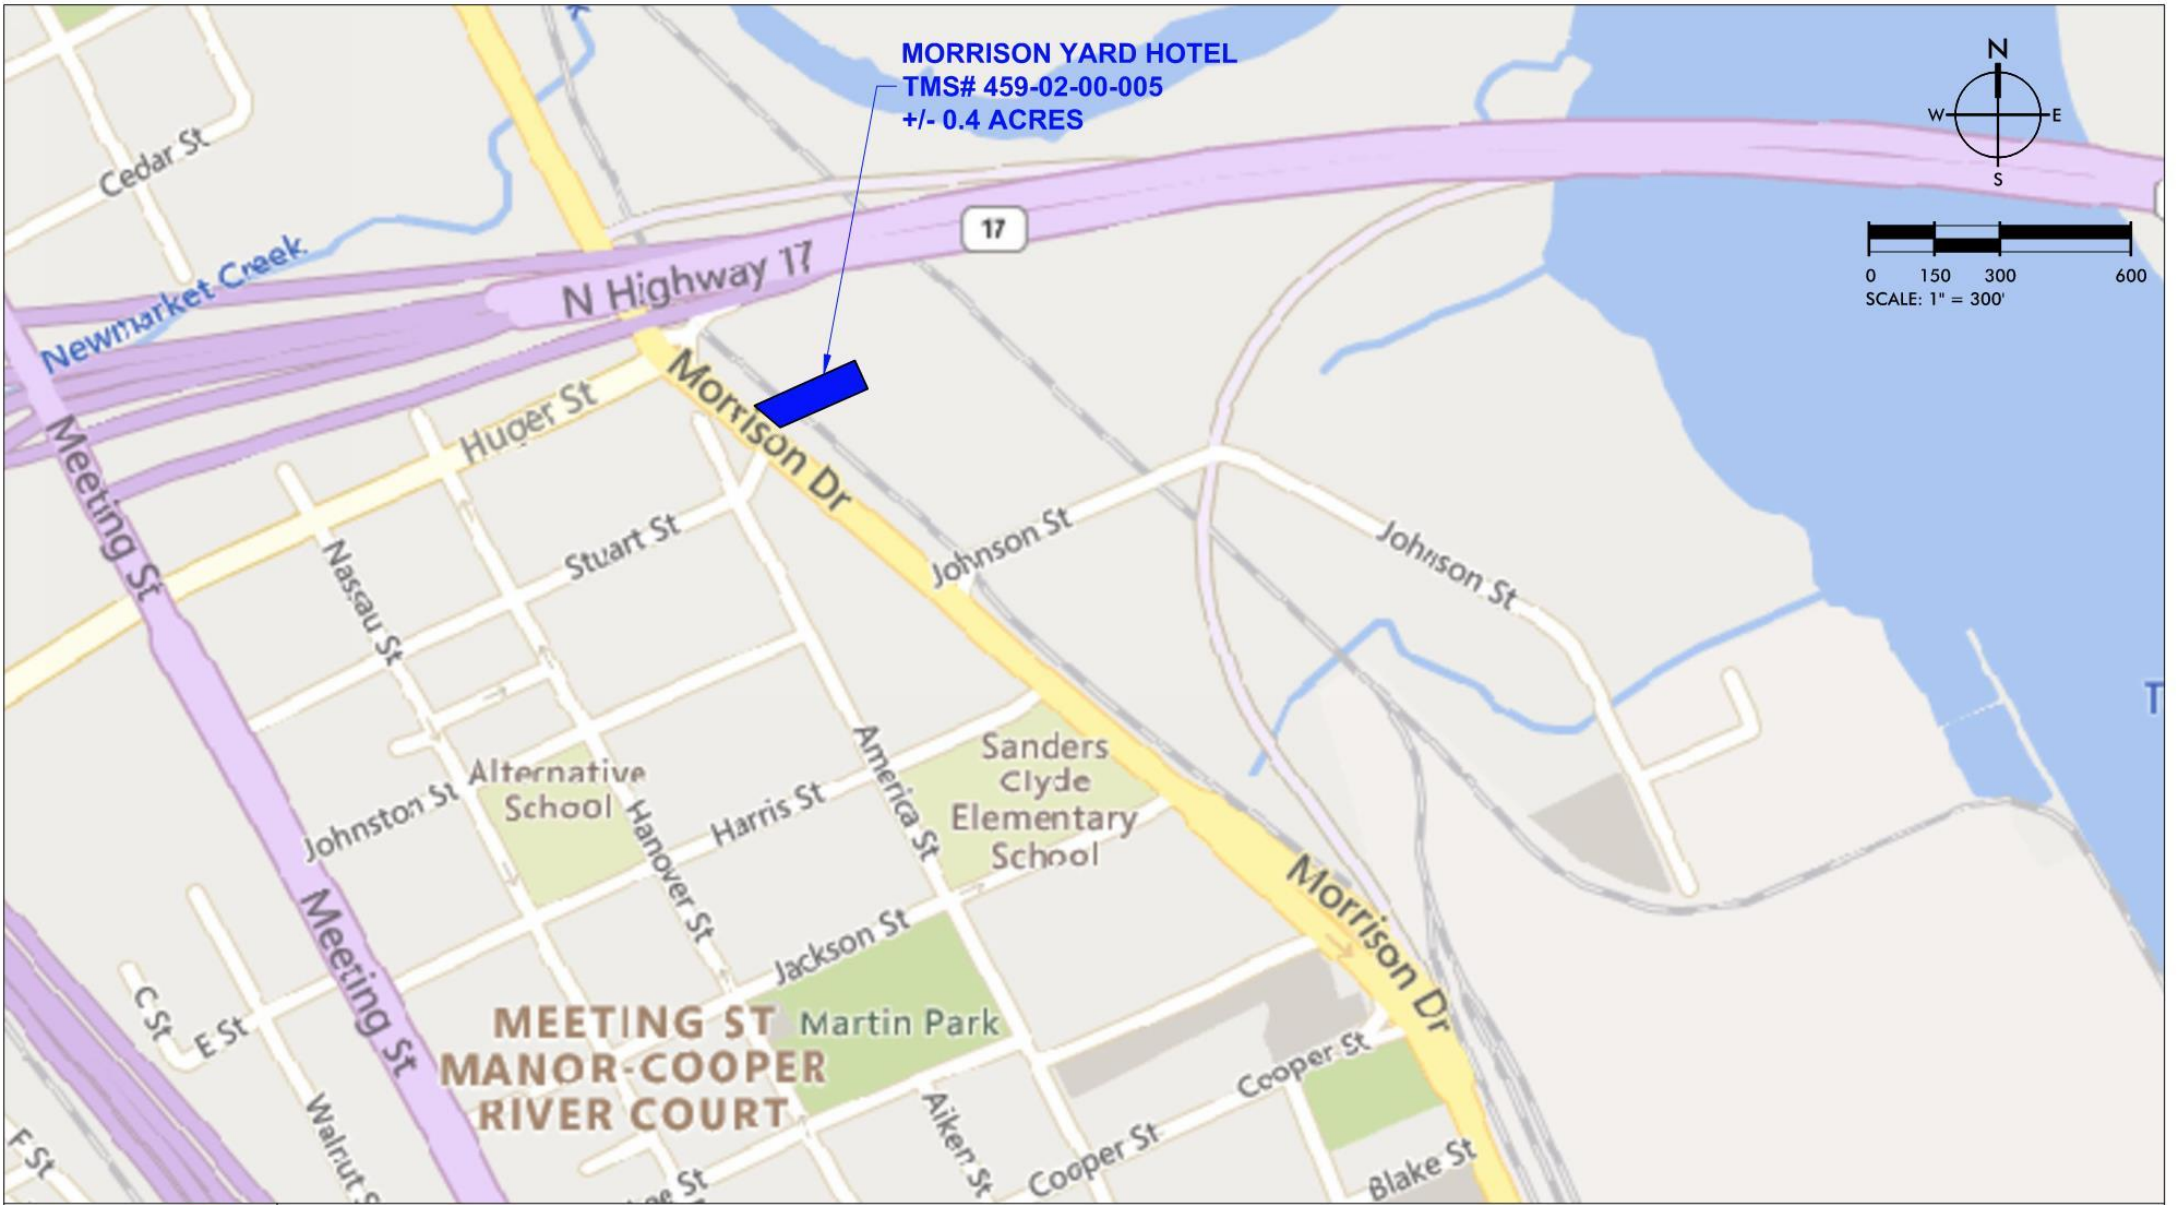 MORRISON YARD HOTEL
TMS# 459-02-00-005
+/- 0.4 ACRES
N
W
E
S
0 150 300 600
SCALE: 1" = 300'
Cedar St
Newmarket Creek
N Highway 17
17
Huger St
Morrison Dr
Meeting St
Nassau St
Stuart St
Johnson St
Johnson St
America St
Sanders
Clyde
Elementary
School
Alternative
School
Johnston St
Hanover St
Harris St
Jackson St
Meeting St
Morrison Dr
C St
E St
MEETING ST
MANOR-COOPER
RIVER COURT
Martin Park
Cooper St
Cooper St
Aiken St
Walnut S
F St
Blake St